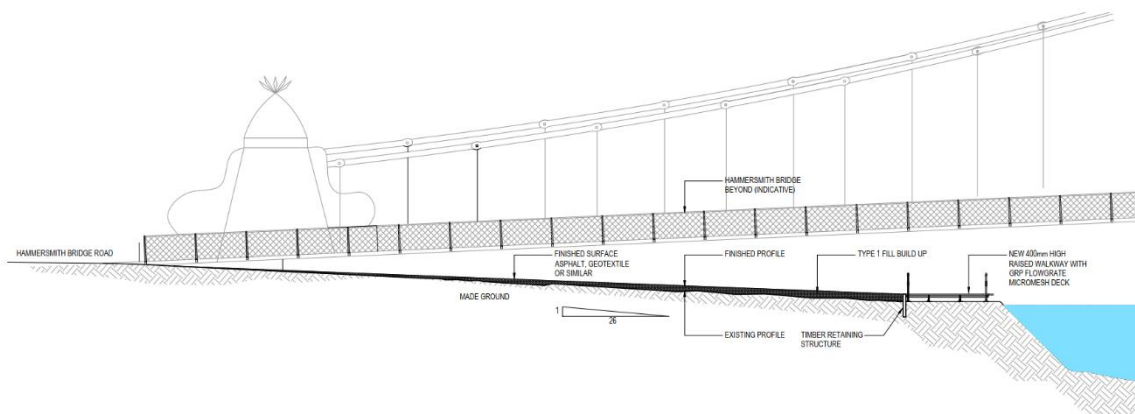 HAMMERSMITH BRIDGE
BEYOND (INDICATIVE)
HAMMERSMITH BRIDGE ROAD
FINISHED SURFACE
ASPHALT, GEOTEXTILE
OR SIMILAR
FINISHED PROFILE
TYPE 1 FILL BUILD UP
NEW 400mm HIGH
RAISED WALKWAY WITH
GRP FLOWGRATE
MICROMESH DECK
MADE GROUND
1
26
EXISTING PROFILE
TIMBER RETAINING
STRUCTURE